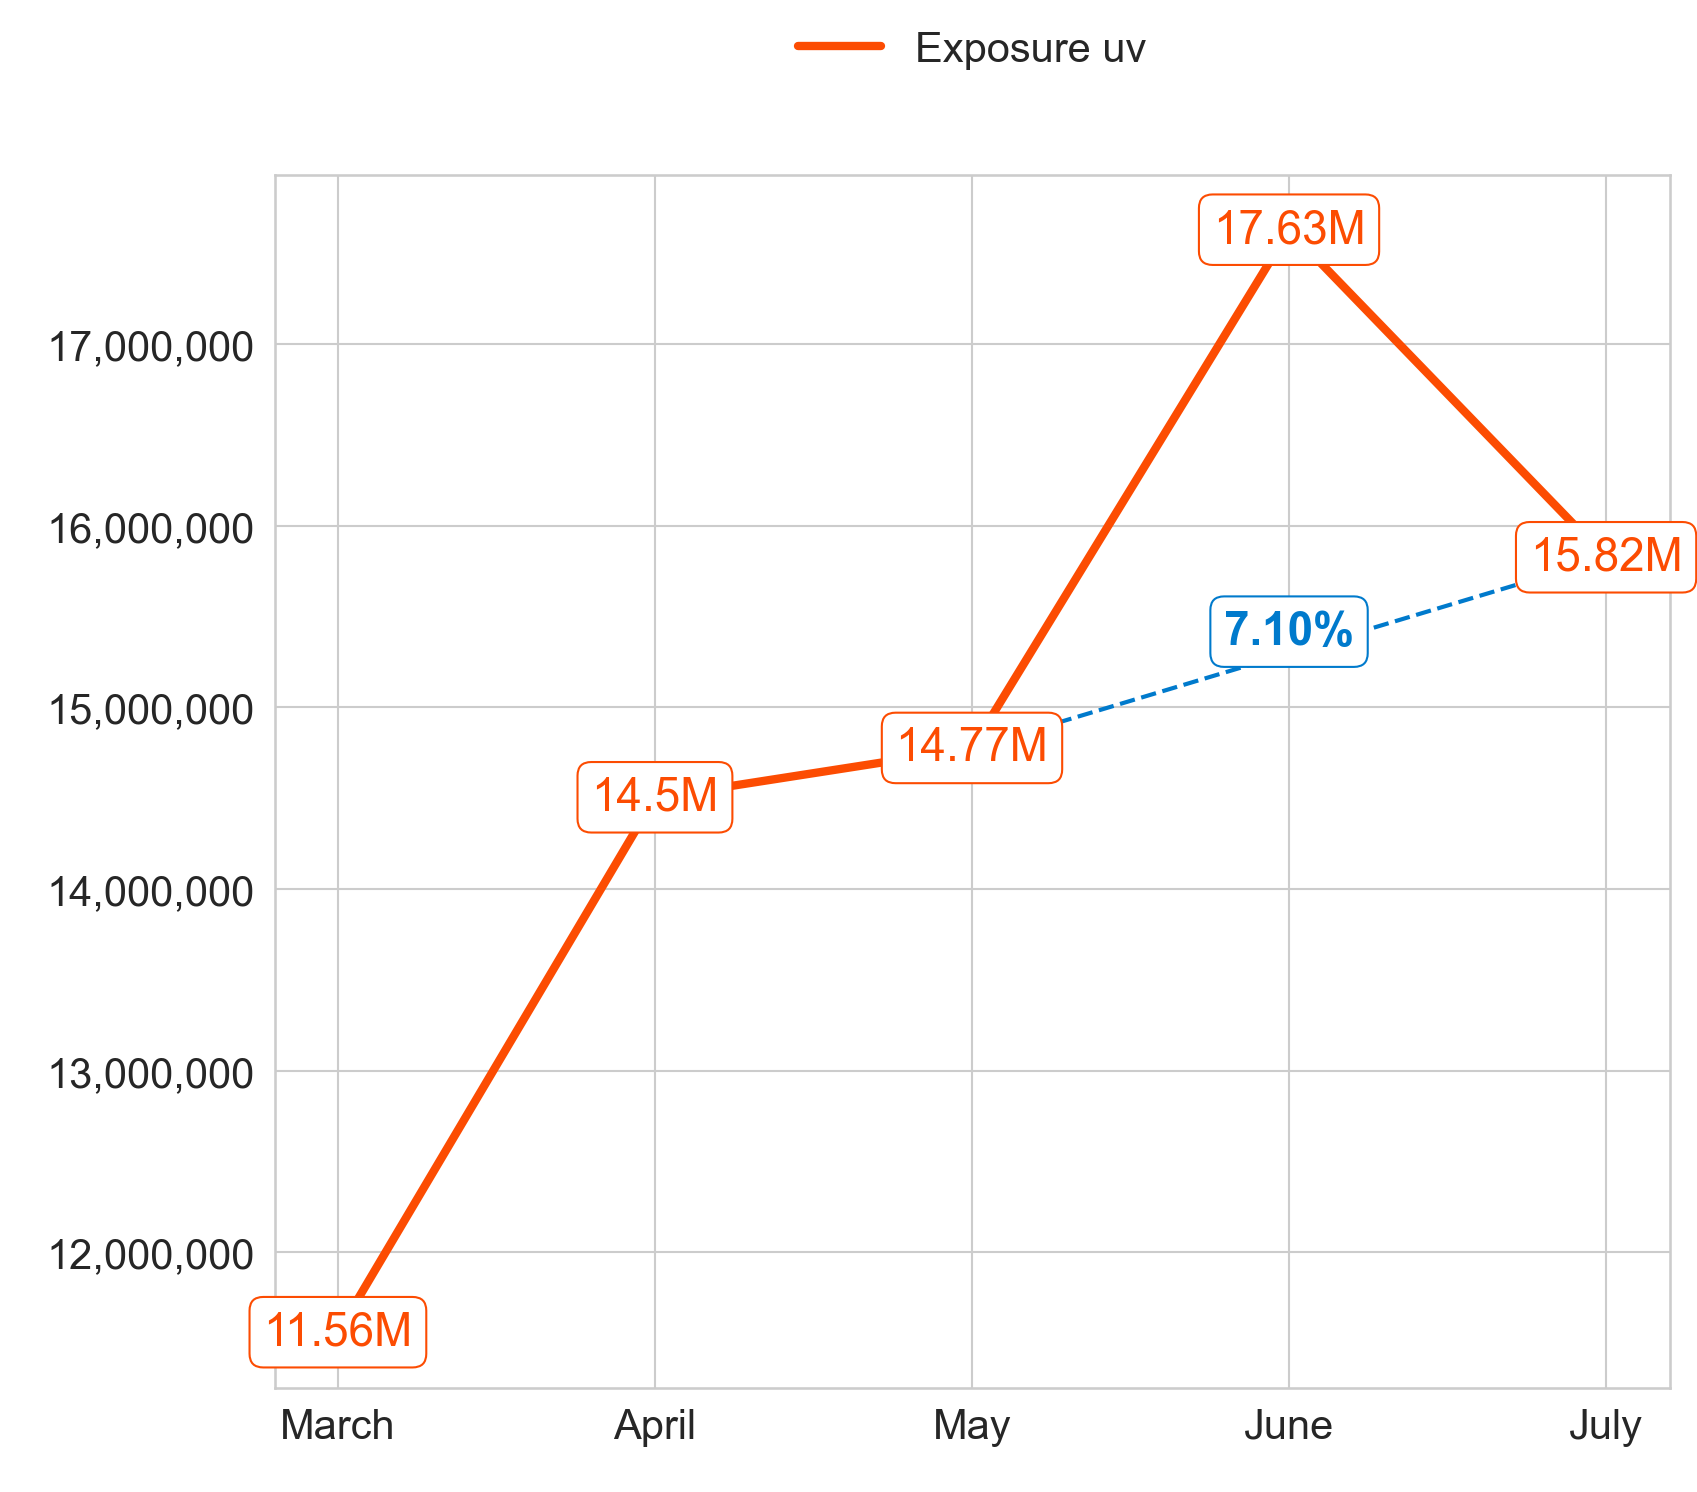 Exposure uv
17.63M
17,000,000
16,000,000
15.82M
7.10%
15,000,000
14.77M
14.5M
14,000,000
13,000,000
12,000,000
11.56M
March April May June July